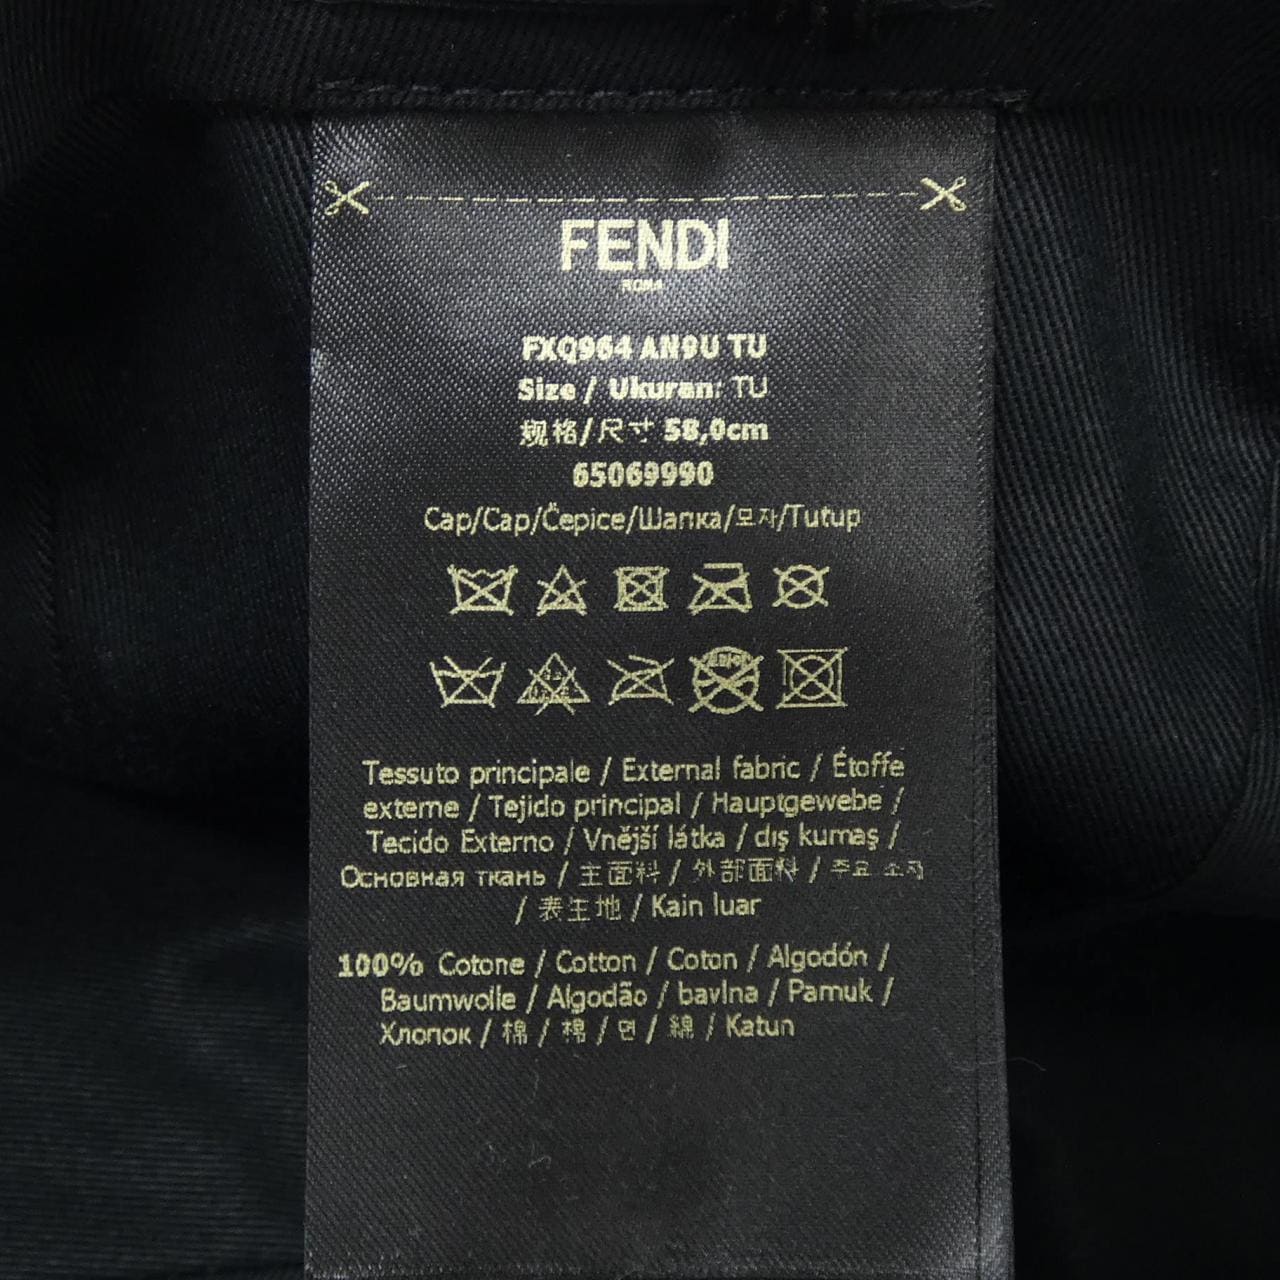 FENDI
ROMA
FXQ964 AN9U TU
Size / Ukuran: TU
规格/尺寸 58,0cm
65069990
Cap/Cap/Čepice/Шапка/모자/Tutup
Tessuto principale / External fabric / Étoffe
externe / Tejido principal / Hauptgewebe /
Tecido Externo / Vnější látka / dış kumaş /
Основная ткань / 主面料 / 外部面料 / 주요 소재
/ 表生地 / Kain luar
100% Cotone / Cotton / Coton / Algodón /
Baumwolle / Algodão / bavlna / Pamuk /
Хлопок / 棉 / 棉 / 면 / 綿 / Katun